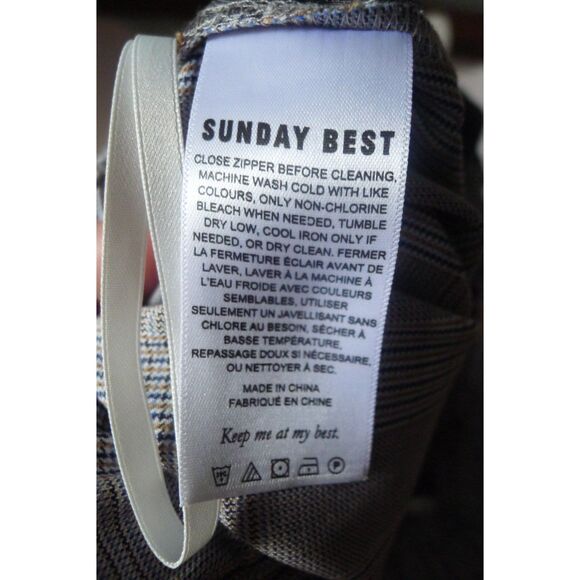 SUNDAY BEST
CLOSE ZIPPER BEFORE CLEANING,
MACHINE WASH COLD WITH LIKE
COLOURS, ONLY NON-CHLORINE
BLEACH WHEN NEEDED, TUMBLE
DRY LOW, COOL IRON ONLY IF
NEEDED, OR DRY CLEAN. FERMER
LA FERMETURE ÉCLAIR AVANT DE
LAVER, LAVER À LA MACHINE À
L'EAU FROIDE AVEC COULEURS
SEMBLABLES, UTILISER
SEULEMENT UN JAVELLISANT SANS
CHLORE AU BESOIN, SÉCHER À
BASSE TEMPÉRATURE,
REPASSAGE DOUX SI NÉCESSAIRE,
OU NETTOYER À SEC.
MADE IN CHINA
FABRIQUÉ EN CHINE
Keep me at my best.
P